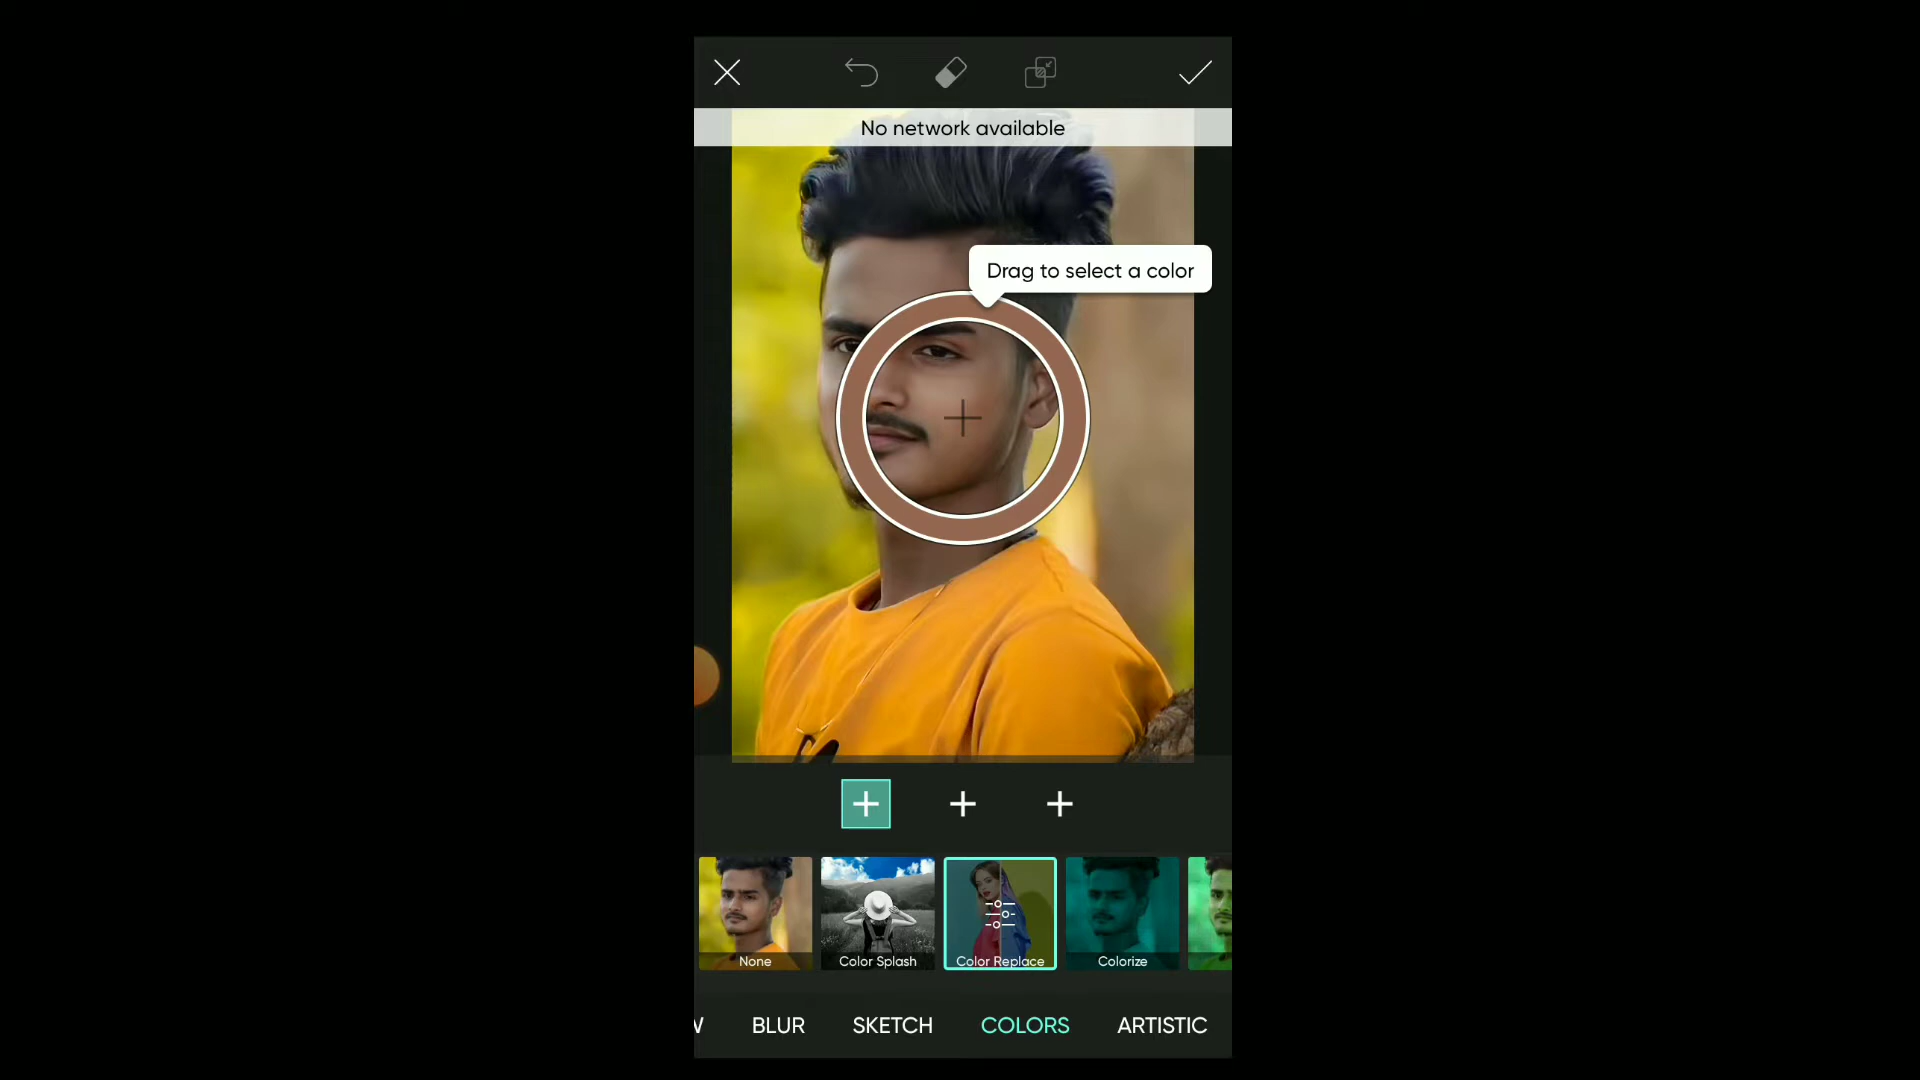 No network available
Drag to select a color
None
Color Splash
Color Replace
Colorize
BLUR
SKETCH
COLORS
ARTISTIC